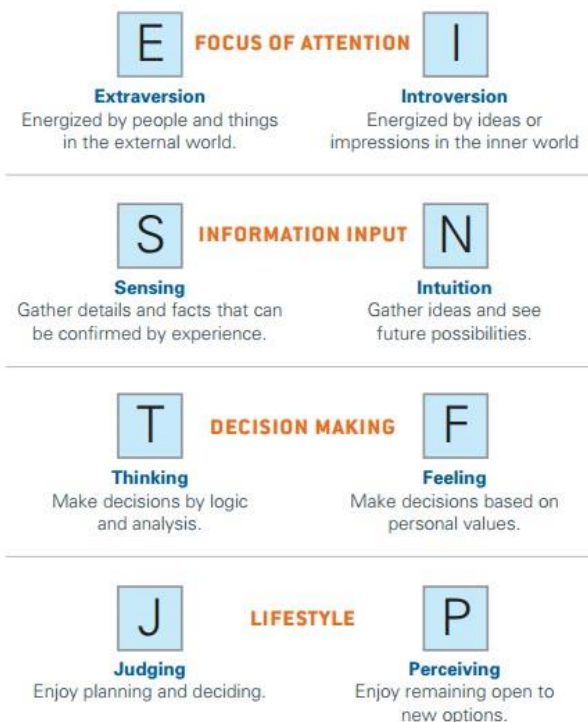 E FOCUS OF ATTENTION I
Extraversion
Energized by people and things
in the external world.
Introversion
Energized by ideas or
impressions in the inner world
S INFORMATION INPUT N
Sensing
Gather details and facts that can
be confirmed by experience.
Intuition
Gather ideas and see
future possibilities.
T DECISION MAKING F
Thinking
Make decisions by logic
and analysis.
Feeling
Make decisions based on
personal values.
J LIFESTYLE P
Judging
Enjoy planning and deciding.
Perceiving
Enjoy remaining open to
new options.